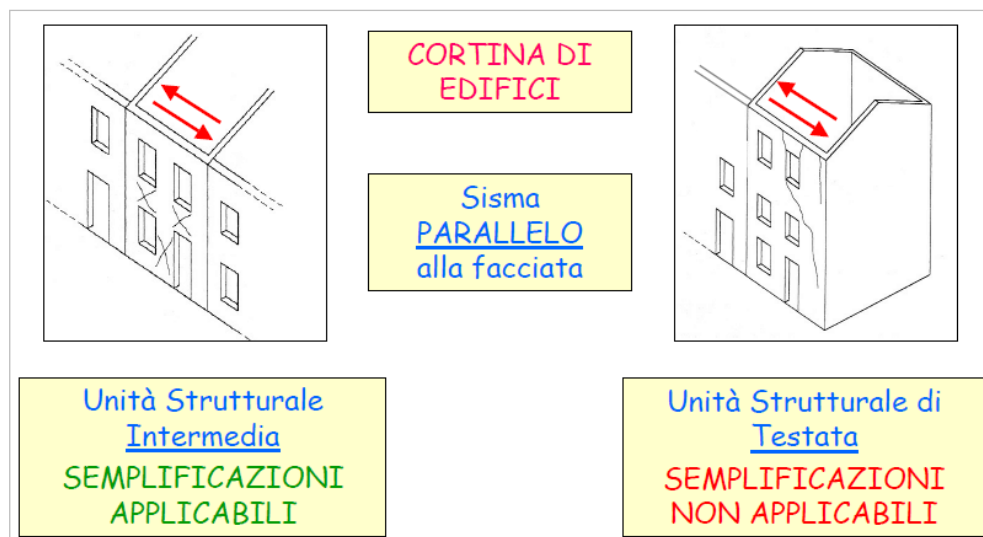 CORTINA DI
EDIFICI
Sisma
PARALLELO
alla facciata
Unità Strutturale
Intermedia
SEMPLIFICAZIONI
APPLICABILI
Unità Strutturale di
Testata
SEMPLIFICAZIONI
NON APPLICABILI